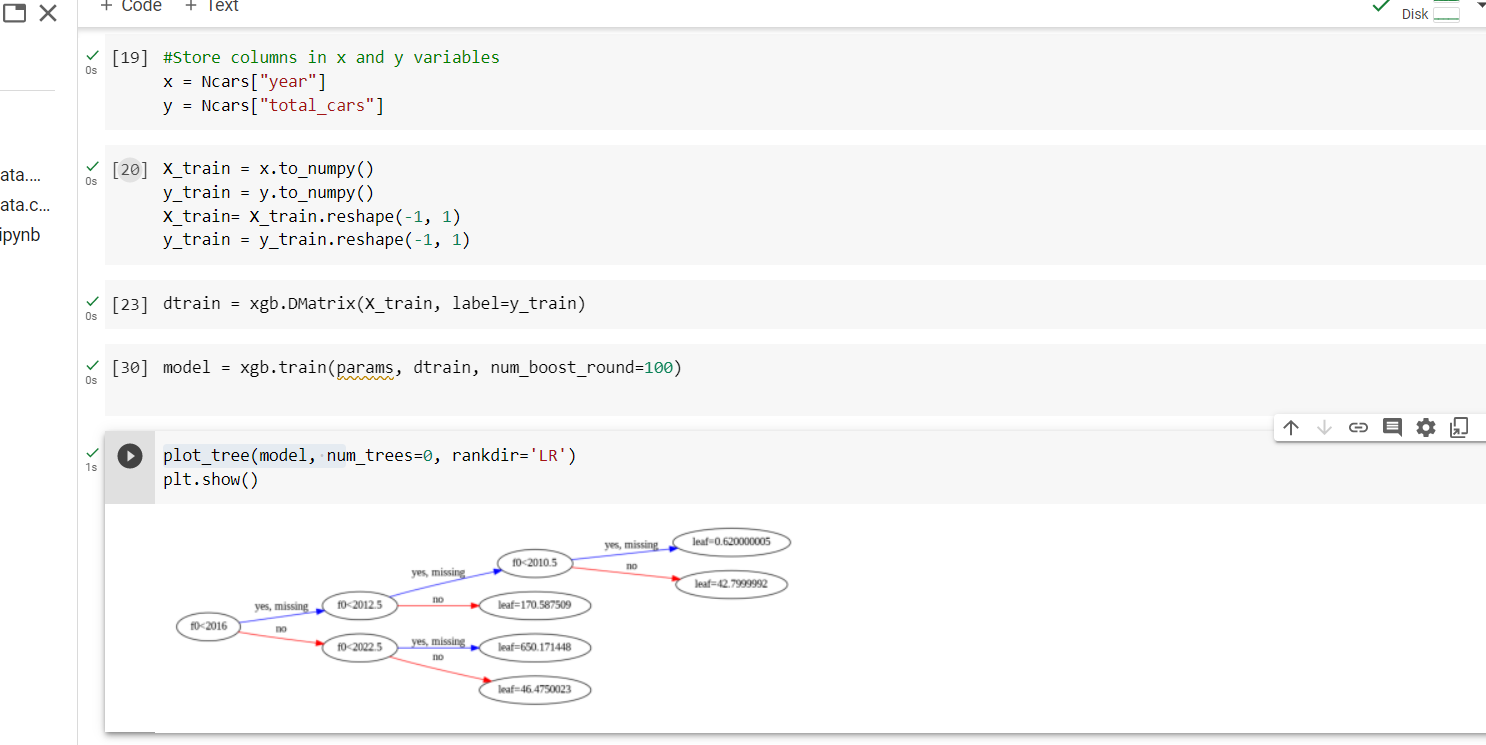 + Code + Text
Disk
ata....
ata.c...
ipynb
[19] #Store columns in x and y variables
0s
x = Ncars["year"]
y = Ncars["total_cars"]
[20] X_train = x.to_numpy()
0s
y_train = y.to_numpy()
X_train= X_train.reshape(-1, 1)
y_train = y_train.reshape(-1, 1)
[23] dtrain = xgb.DMatrix(X_train, label=y_train)
0s
[30] model = xgb.train(params, dtrain, num_boost_round=100)
0s
plot_tree(model, num_trees=0, rankdir='LR')
1s
plt.show()
yes, missing
leaf=0.620000005
f0<2010.5
no
yes, missing
leaf=42.7999992
yes, missing
f0<2012.5
no
leaf=170.587509
f0<2016
no
yes, missing
f0<2022.5
leaf=650.171448
no
leaf=46.4750023